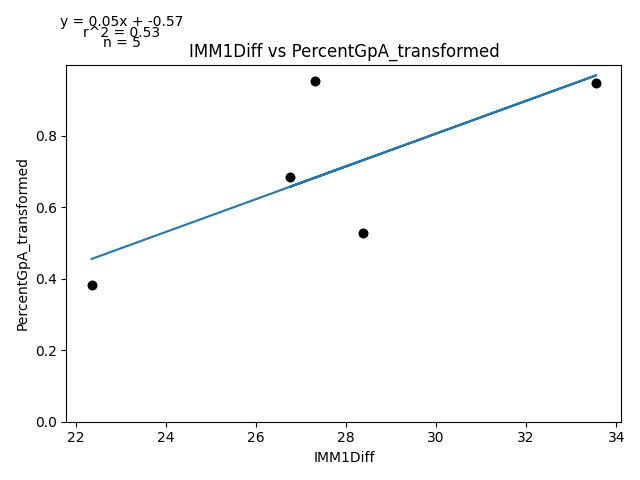 y = 0.05x + -0.57
r^2 = 0.53
n = 5
IMM1Diff vs PercentGpA_transformed
0.8
0.6
0.4
0.2
0.0
PercentGpA_transformed
22
24
26
28
30
32
34
IMM1Diff